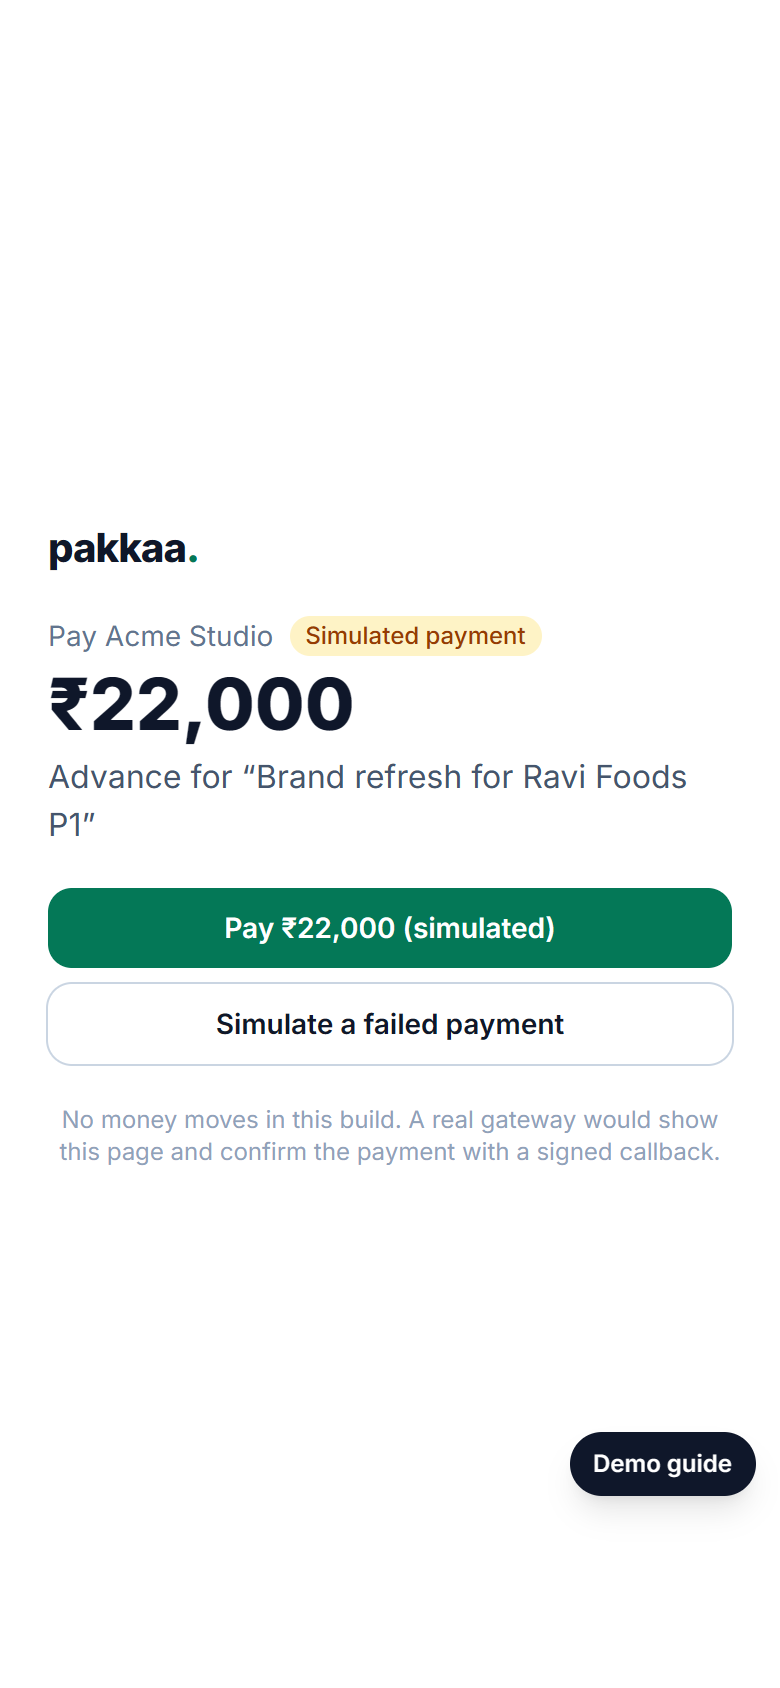 pakkaa.
Pay Acme Studio Simulated payment
₹22,000
Advance for “Brand refresh for Ravi Foods
P1”
Pay ₹22,000 (simulated)
Simulate a failed payment
No money moves in this build. A real gateway would show
this page and confirm the payment with a signed callback.
Demo guide